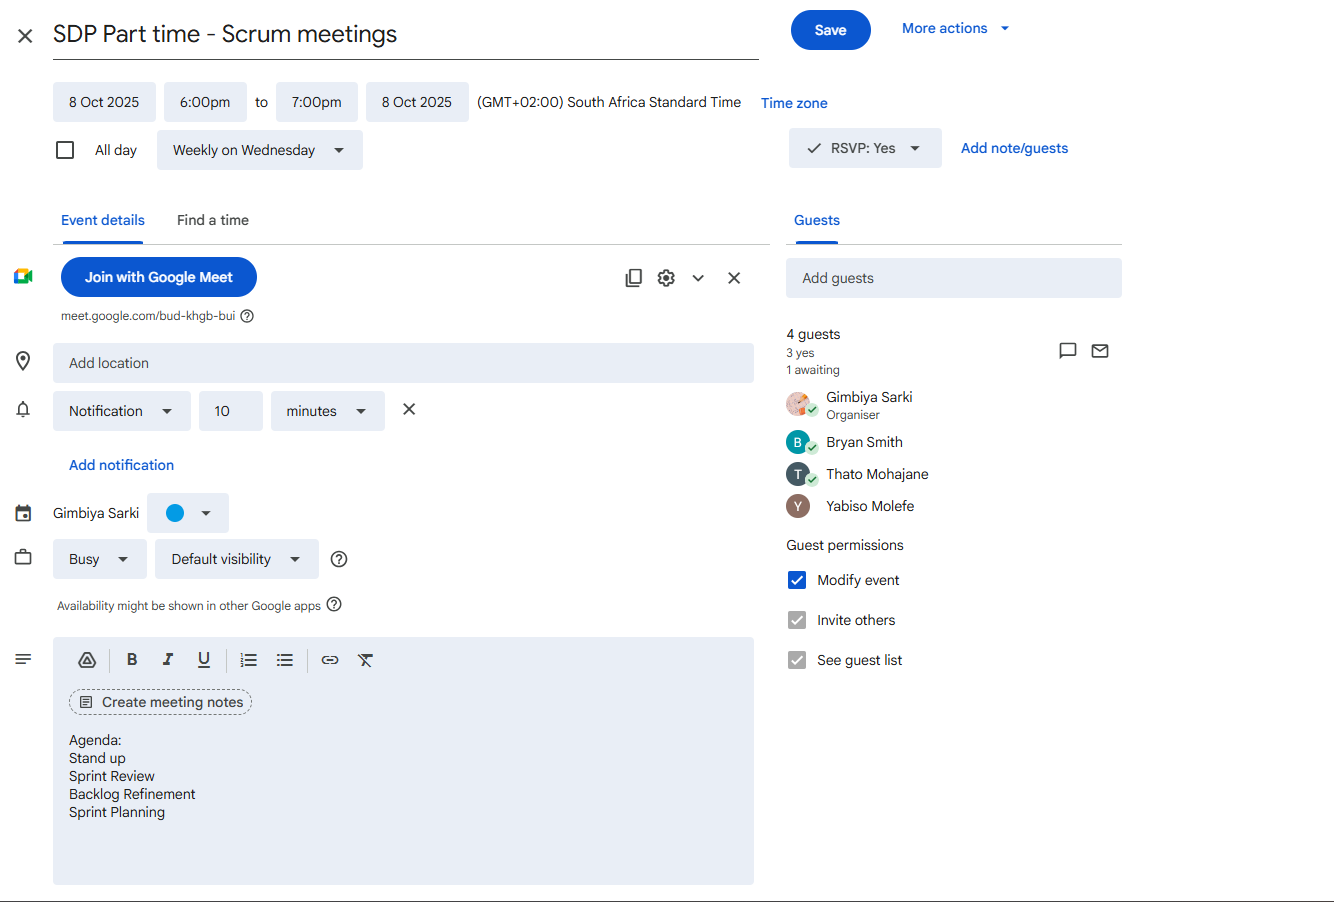 SDP Part time - Scrum meetings
Save
More actions
8 Oct 2025 6:00pm to 7:00pm 8 Oct 2025 (GMT+02:00) South Africa Standard Time Time zone
All day Weekly on Wednesday
RSVP: Yes Add note/guests
Event details Find a time
Guests
Join with Google Meet
meet.google.com/bud-khgb-bui
Add location
Notification 10 minutes
Add notification
Gimbiya Sarki
Busy Default visibility
Availability might be shown in other Google apps
B I U
Create meeting notes
Agenda:
Stand up
Sprint Review
Backlog Refinement
Sprint Planning
Add guests
4 guests
3 yes
1 awaiting
Gimbiya Sarki
Organiser
B Bryan Smith
T Thato Mohajane
Y Yabiso Molefe
Guest permissions
Modify event
Invite others
See guest list